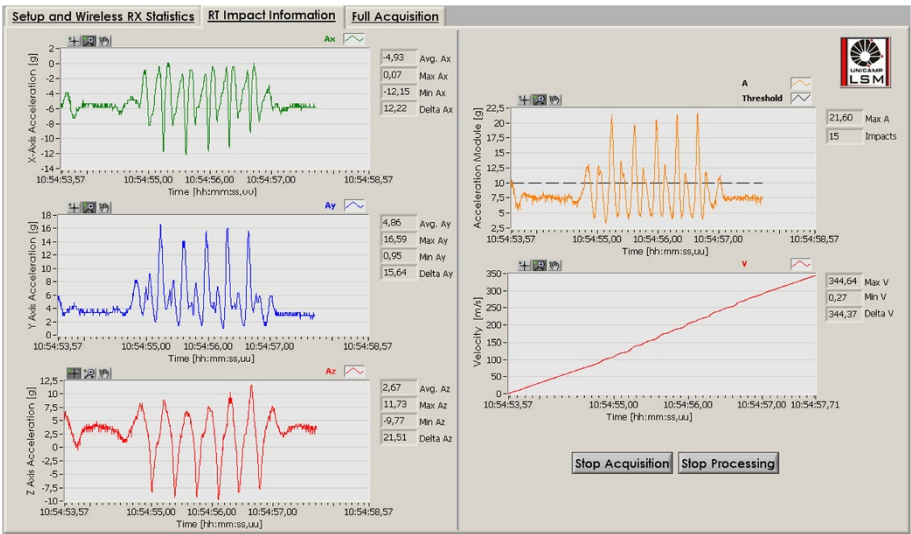 Setup and Wireless RX Statistics RT Impact Information Full Acquisition
Ax
X-Axis Acceleration [g]
2
0
-2
-4
-6
-8
-10
-12
-14
10:54:53,57 10:54:55,00 10:54:56,00 10:54:57,00 10:54:58,57
Time [hh:mm:ss,uu]
-4,93 Avg. Ax
0,07 Max Ax
-12,15 Min Ax
12,22 Delta Ax
Ay
Y Axis Acceleration [g]
18
16
14
12
10
8
6
4
2
0
10:54:53,57 10:54:55,00 10:54:56,00 10:54:57,00 10:54:58,57
Time [hh:mm:ss,uu]
4,86 Avg. Ay
16,59 Max Ay
0,95 Min Ay
15,64 Delta Ay
Az
Z Axis Acceleration [g]
12,5
10
7,5
5
2,5
0
-2,5
-5
-7,5
-10
10:54:53,57 10:54:55,00 10:54:56,00 10:54:57,00 10:54:58,57
Time [hh:mm:ss,uu]
2,67 Avg. Az
11,73 Max Az
-9,77 Min Az
21,51 Delta Az
UNICAMP
LSM
A
Threshold
Acceleration Module [g]
22,5
20
17,5
15
12,5
10
7,5
5
2,5
10:54:53,57 10:54:55,00 10:54:56,00 10:54:57,00 10:54:58,57
Time [hh:mm:ss,uu]
21,60 Max A
15 Impacts
V
Velocity [m/s]
350
300
250
200
150
100
50
0
10:54:53,57 10:54:55,00 10:54:56,00 10:54:57,00 10:54:57,71
Time [hh:mm:ss,uu]
344,64 Max V
0,27 Min V
344,37 Delta V
Stop Acquisition Stop Processing